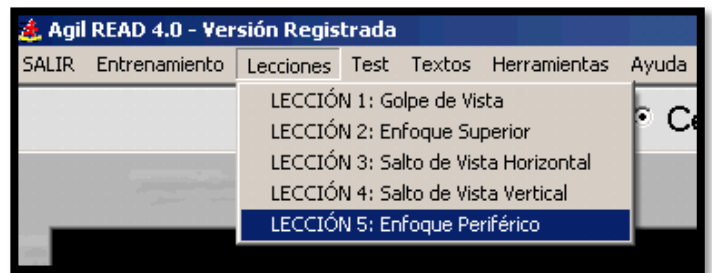 Agil READ 4.0 - Versión Registrada
SALIR Entrenamiento Lecciones Test Textos Herramientas Ayuda
LECCIÓN 1: Golpe de Vista
LECCIÓN 2: Enfoque Superior
LECCIÓN 3: Salto de Vista Horizontal
LECCIÓN 4: Salto de Vista Vertical
LECCIÓN 5: Enfoque Periférico